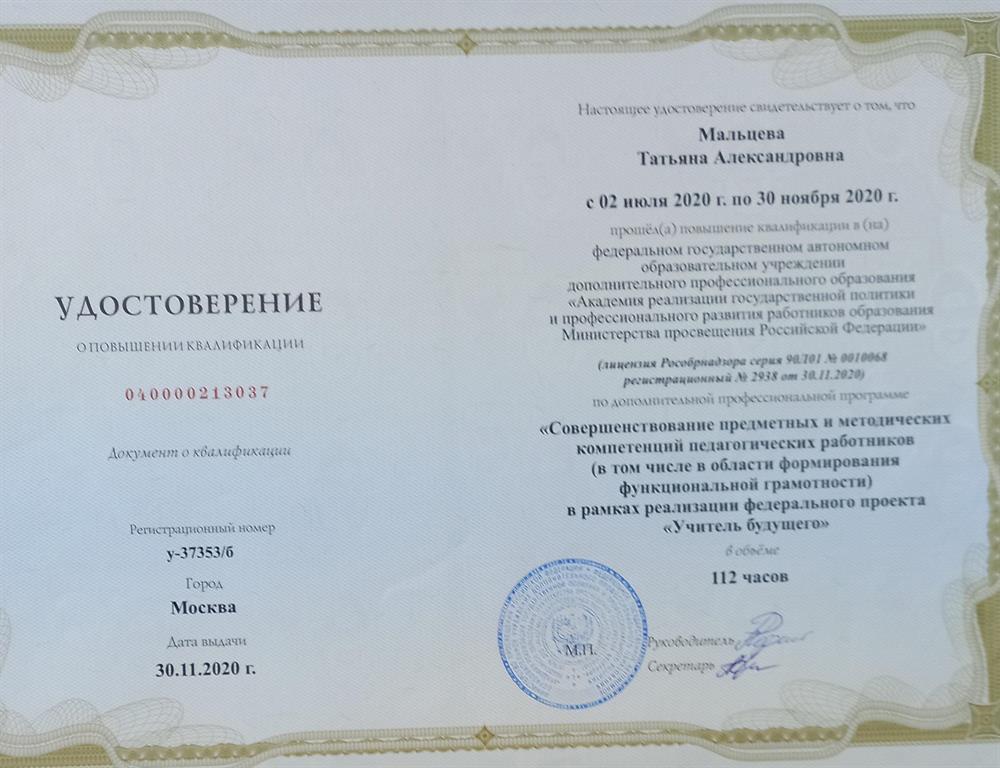 УДОСТОВЕРЕНИЕ
О ПОВЫШЕНИИ КВАЛИФИКАЦИИ
040000213037
Документ о квалификации
Регистрационный номер
у-37353/б
Город
Москва
Дата выдачи
30.11.2020 г.
Настоящее удостоверение свидетельствует о том, что
Мальцева
Татьяна Александровна
с 02 июля 2020 г. по 30 ноября 2020 г.
прошёл(а) повышение квалификации в (на)
федеральном государственном автономном
образовательном учреждении
дополнительного профессионального образования
«Академия реализации государственной политики
и профессионального развития работников образования
Министерства просвещения Российской Федерации»
(лицензия Рособрнадзора серия 90Л01 № 0010068
регистрационный № 2938 от 30.11.2020)
по дополнительной профессиональной программе
«Совершенствование предметных и методических
компетенций педагогических работников
(в том числе в области формирования
функциональной грамотности)
в рамках реализации федерального проекта
«Учитель будущего»
в объёме
112 часов
М.П.
Руководитель
Секретарь